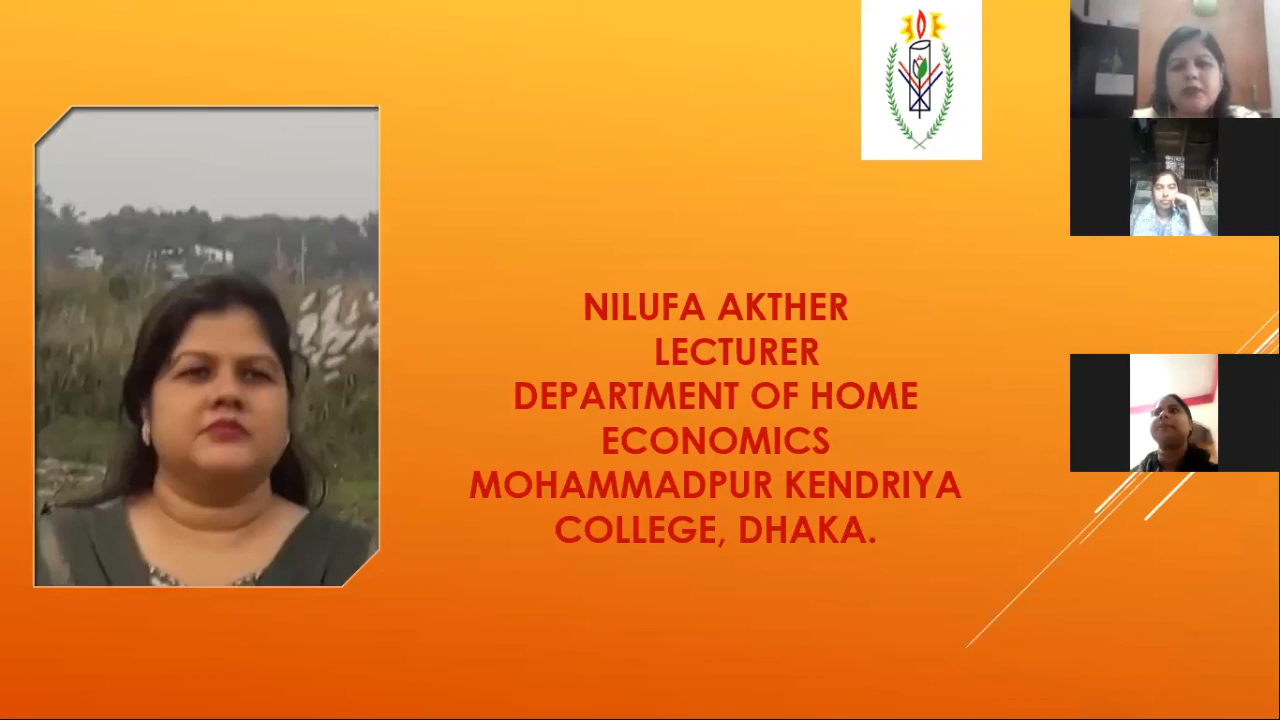 NILUFA AKTHER
LECTURER
DEPARTMENT OF HOME
ECONOMICS
MOHAMMADPUR KENDRIYA
COLLEGE, DHAKA.